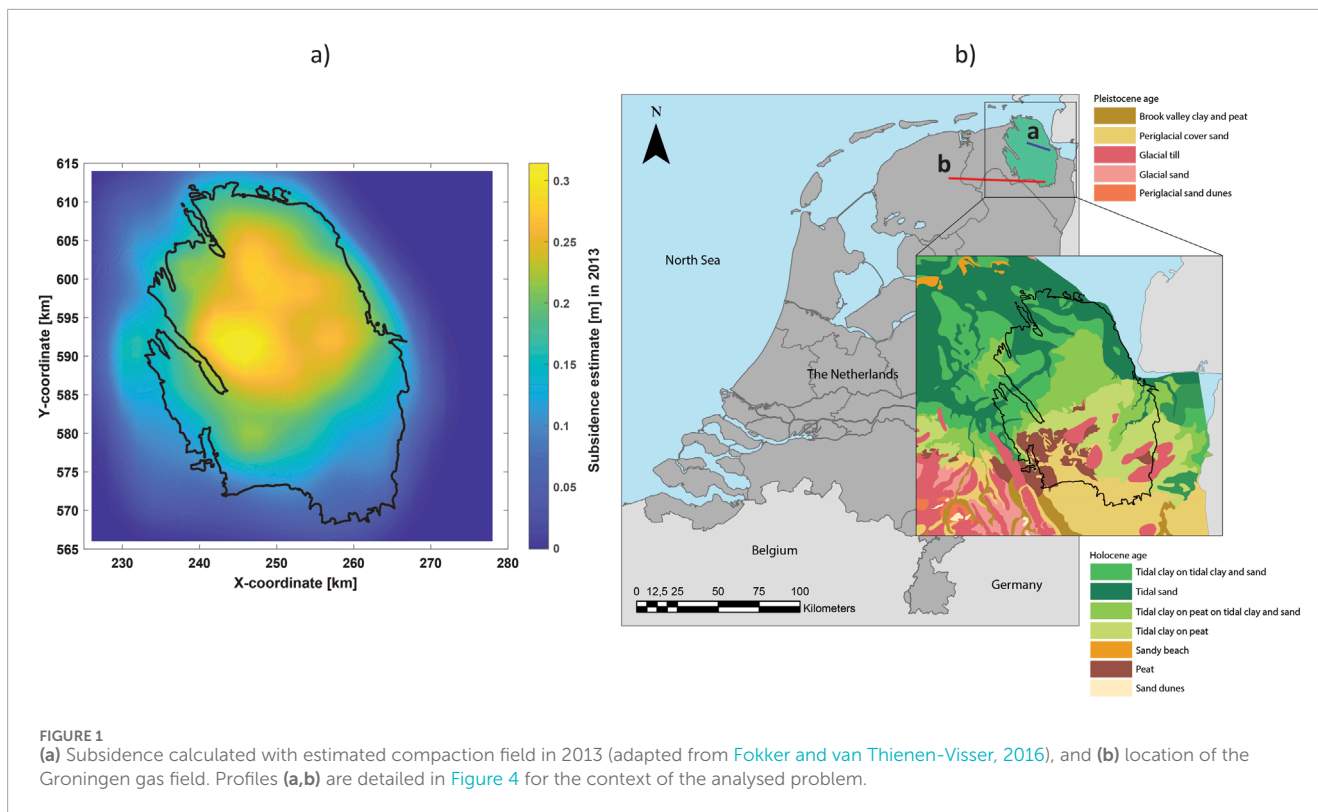 a)
615
610
605
600
595
590
585
580
575
570
565
Y-coordinate [km]
230
240
250
260
270
280
X-coordinate [km]
0.3
0.25
0.2
0.15
0.1
0.05
0
Subsidence estimate [m] in 2013
b)
N
a
b
North Sea
The Netherlands
Belgium
Germany
0 12,5 25 50 75 100
Kilometers
Pleistocene age
Brook valley clay and peat
Periglacial cover sand
Glacial till
Glacial sand
Periglacial sand dunes
Holocene age
Tidal clay on tidal clay and sand
Tidal sand
Tidal clay on peat on tidal clay and sand
Tidal clay on peat
Sandy beach
Peat
Sand dunes
FIGURE 1
(a) Subsidence calculated with estimated compaction field in 2013 (adapted from Fokker and van Thienen-Visser, 2016), and (b) location of the
Groningen gas field. Profiles (a,b) are detailed in Figure 4 for the context of the analysed problem.